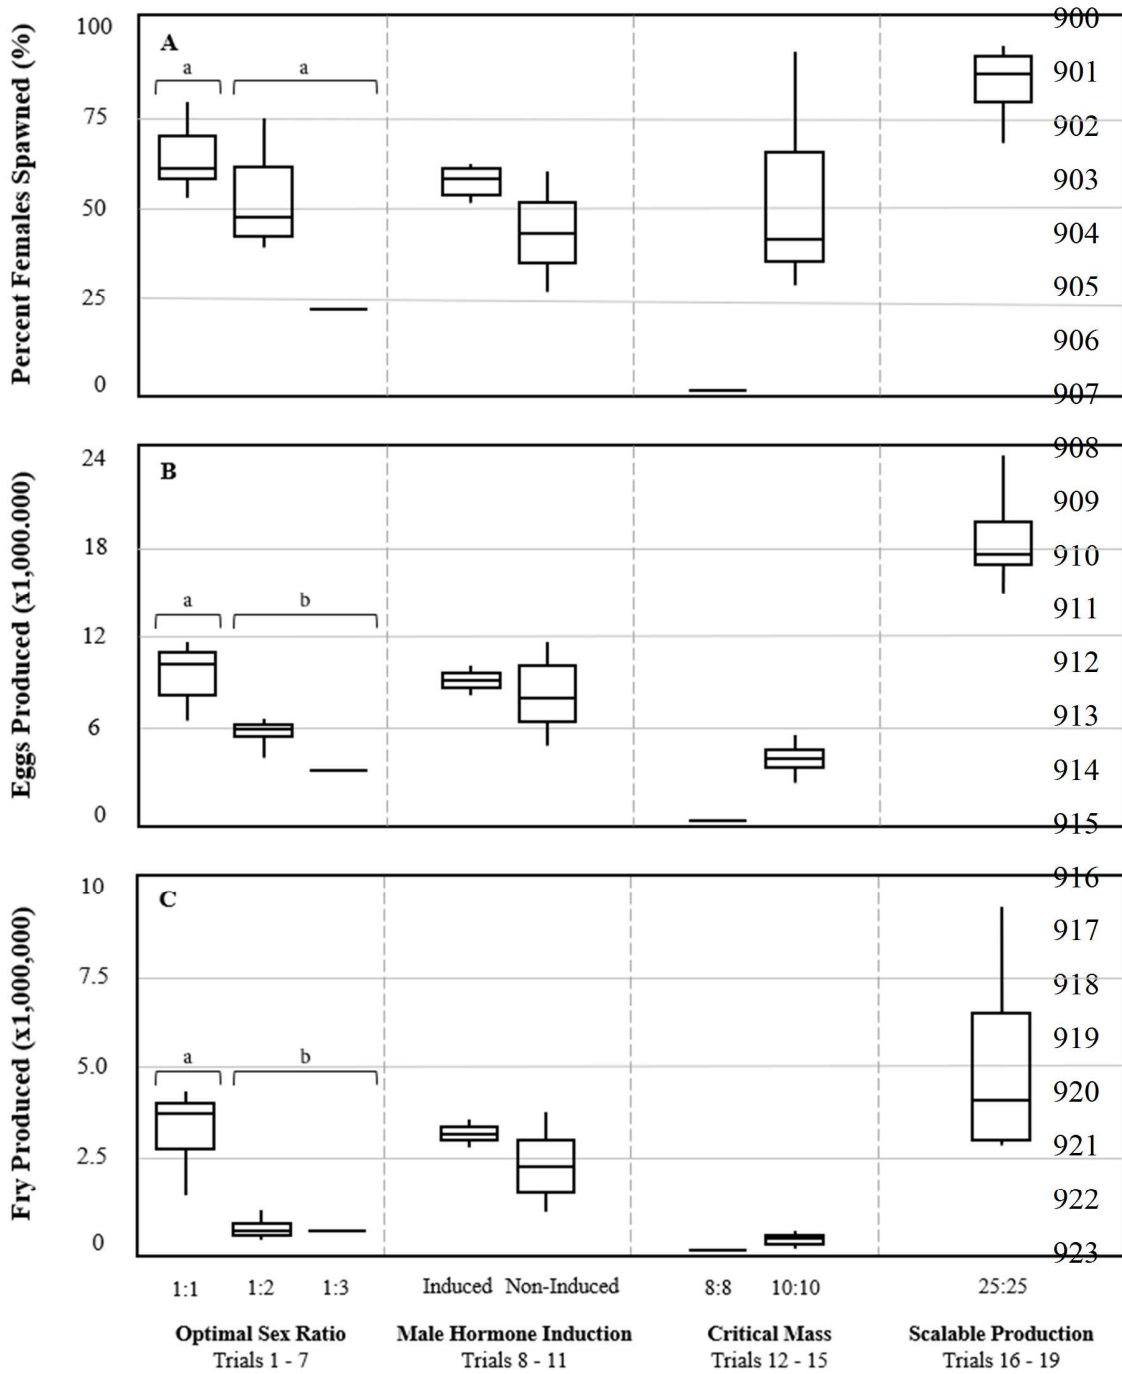 100
A
a
a
75
50
25
0
Percent Females Spawned (%)
900
901
902
903
904
905
906
907
24
B
18
a
b
12
6
0
Eggs Produced (x1,000.000)
908
909
910
911
912
913
914
915
10
C
7.5
a
b
5.0
2.5
0
Fry Produced (x1,000,000)
916
917
918
919
920
921
922
923
1:1 1:2 1:3 Induced Non-Induced 8:8 10:10 25:25
Optimal Sex Ratio Male Hormone Induction Critical Mass Scalable Production
Trials 1 - 7 Trials 8 - 11 Trials 12 - 15 Trials 16 - 19